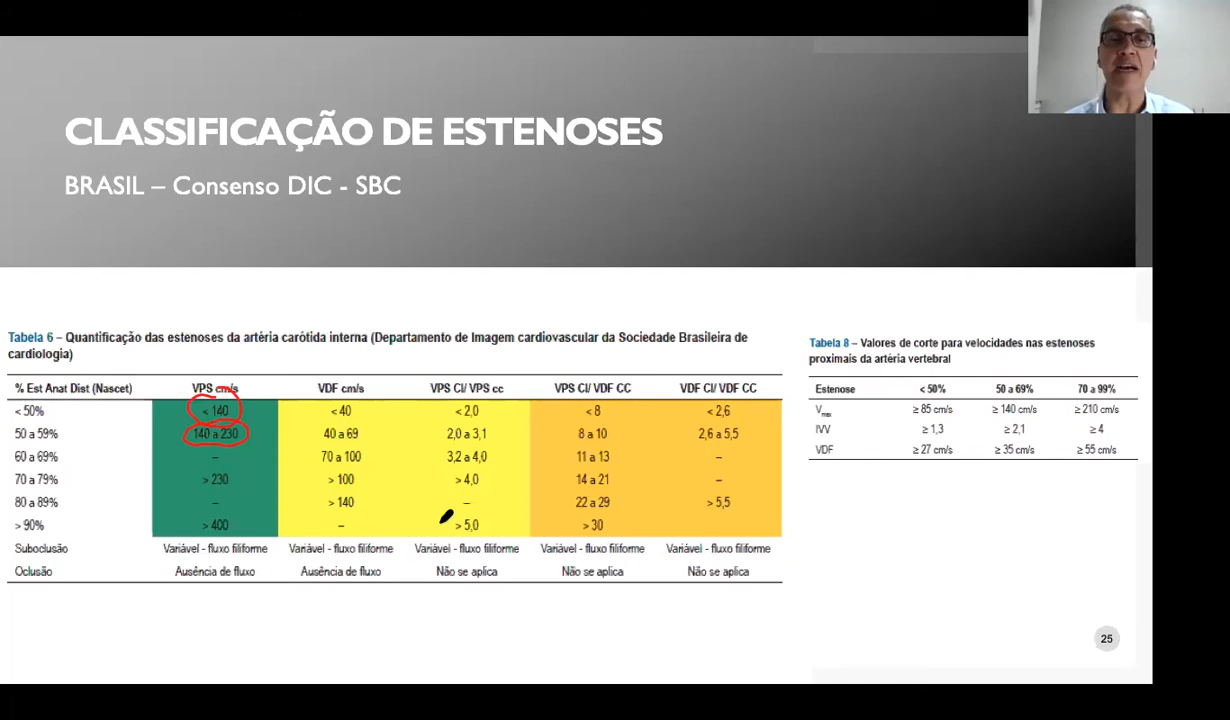 CLASSIFICAÇÃO DE ESTENOSES
BRASIL – Consenso DIC - SBC
Tabela 6 – Quantificação das estenoses da artéria carótida interna (Departamento de Imagem cardiovascular da Sociedade Brasileira de
cardiologia)
% Est Anat Dist (Nascet) VPS cm/s VDF cm/s VPS CI/ VPS cc VPS CI/ VDF CC VDF CI/ VDF CC
< 50% < 140 < 40 < 2,0 < 8 < 2,6
50 a 59% 140 a 230 40 a 69 2,0 a 3,1 8 a 10 2,6 a 5,5
60 a 69% – 70 a 100 3,2 a 4,0 11 a 13 –
70 a 79% > 230 > 100 > 4,0 14 a 21 –
80 a 89% – > 140 – 22 a 29 > 5,5
> 90% > 400 – > 5,0 > 30
Suboclusão Variável - fluxo filiforme Variável - fluxo filiforme Variável - fluxo filiforme Variável - fluxo filiforme Variável - fluxo filiforme
Oclusão Ausência de fluxo Ausência de fluxo Não se aplica Não se aplica Não se aplica
Tabela 8 – Valores de corte para velocidades nas estenoses
proximais da artéria vertebral
Estenose < 50% 50 a 69% 70 a 99%
Vmax ≥ 85 cm/s ≥ 140 cm/s ≥ 210 cm/s
IVV ≥ 1,3 ≥ 2,1 ≥ 4
VDF ≥ 27 cm/s ≥ 35 cm/s ≥ 55 cm/s
25